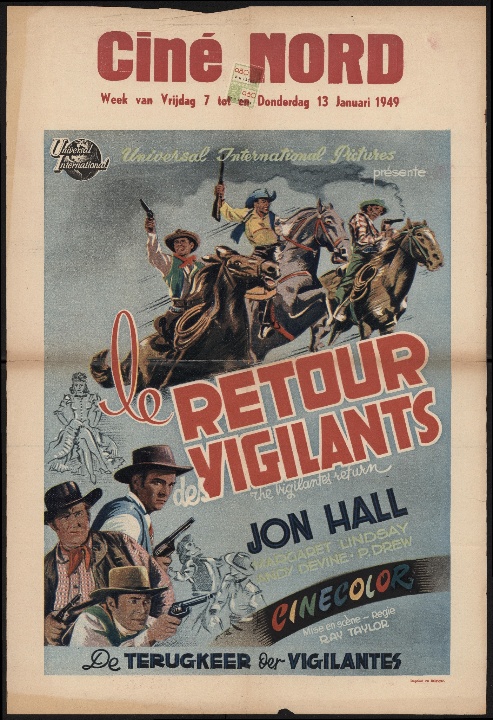 Ciné NORD
Week van Vrijdag 7 tot en Donderdag 13 Januari 1949
Universal International
Universal International Pictures
présente
le RETOUR
des VIGILANTS
the vigilantes return
JON HALL
MARGARET LINDSAY
ANDY DEVINE - P. DREW
CINECOLOR
Mise en scène - Regie
RAY TAYLOR
De TERUGKEER der VIGILANTES